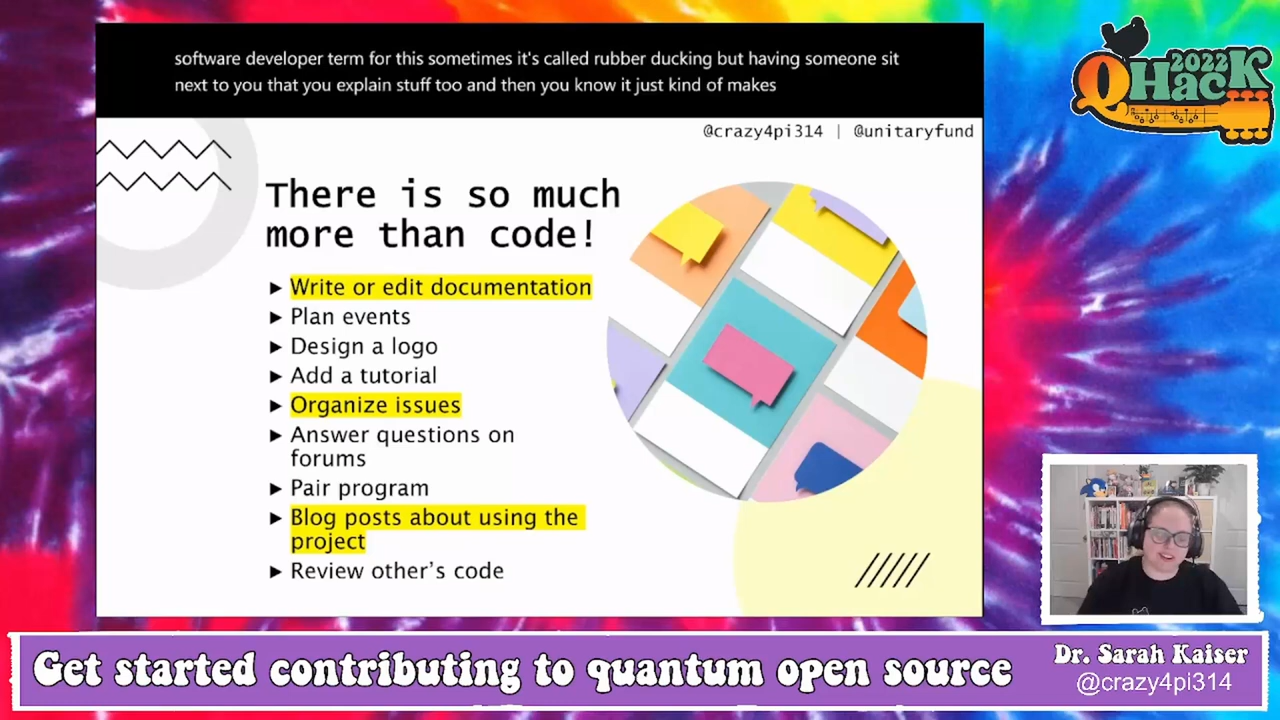 software developer term for this sometimes it's called rubber ducking but having someone sit
next to you that you explain stuff too and then you know it just kind of makes
2022
QHacK
@crazy4pi314 | @unitaryfund
There is so much
more than code!
► Write or edit documentation
► Plan events
► Design a logo
► Add a tutorial
► Organize issues
► Answer questions on
forums
► Pair program
► Blog posts about using the
project
► Review other's code
Get started contributing to quantum open source
Dr. Sarah Kaiser
@crazy4pi314